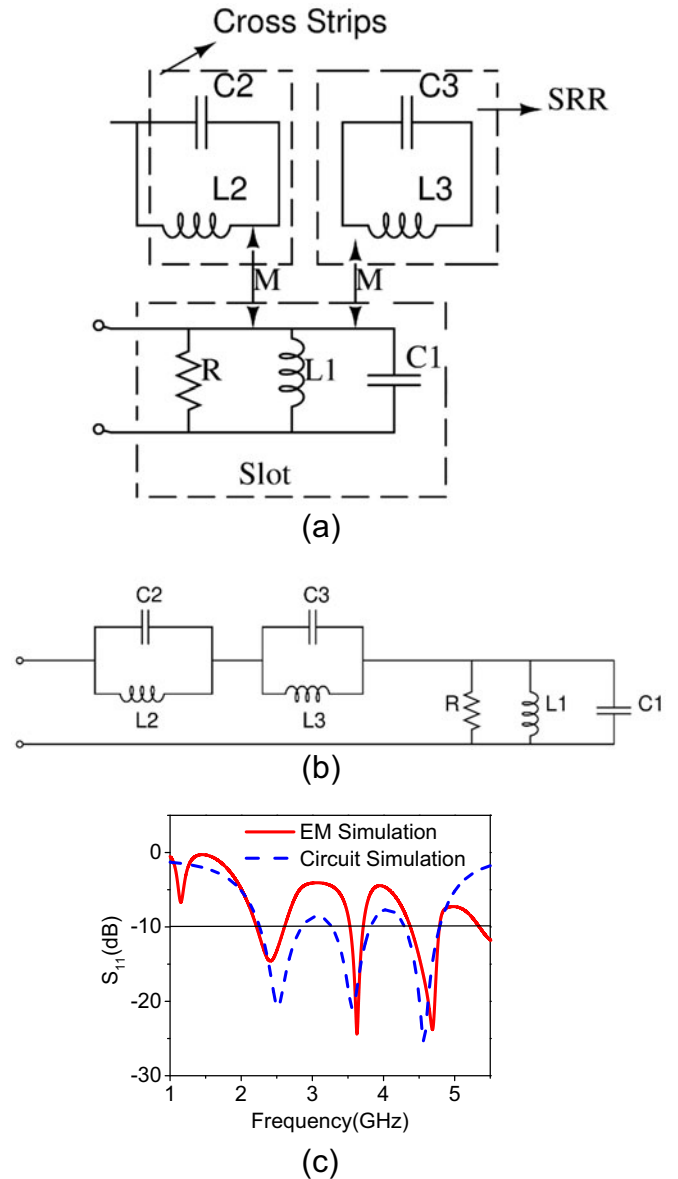 Cross Strips
C2
C3
SRR
L2
L3
M
M
R
L1
C1
Slot
(a)
C2
C3
L2
L3
R
L1
C1
(b)
EM Simulation
Circuit Simulation
0
-10
-20
-30
S11(dB)
1
2
3
4
5
Frequency(GHz)
(c)